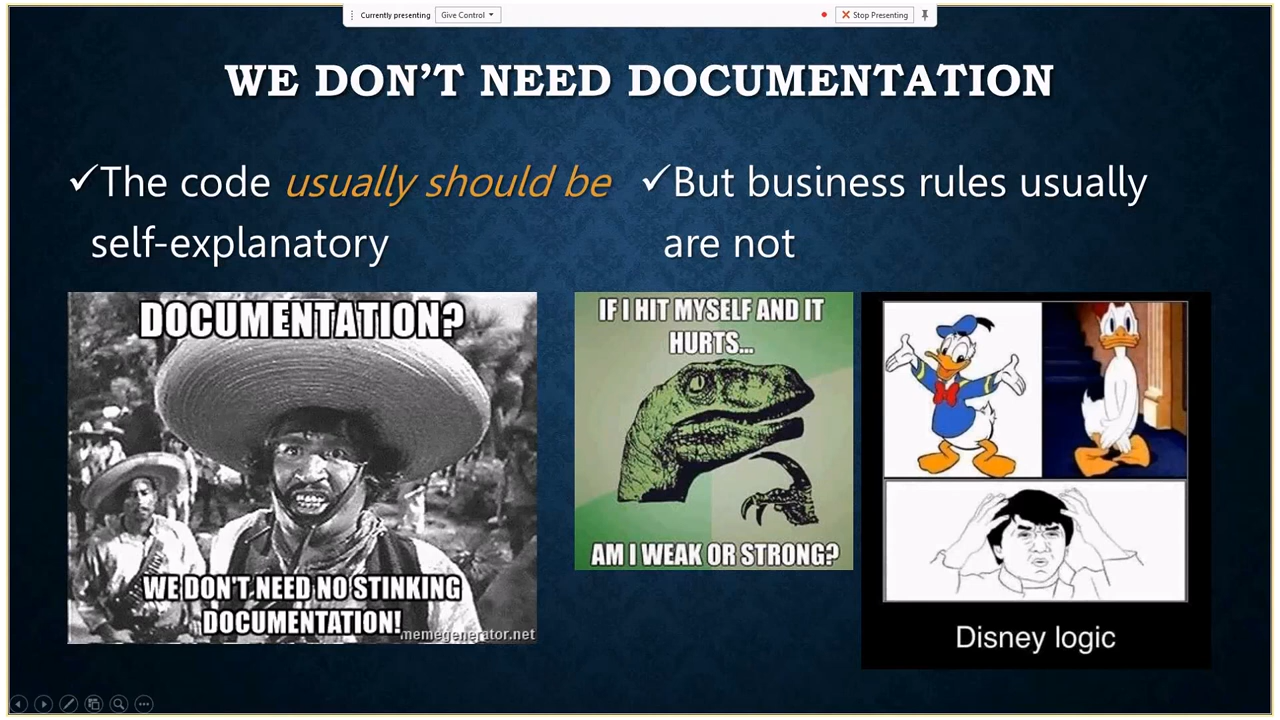 Currently presenting
Give Control
Stop Presenting
WE DON’T NEED DOCUMENTATION
✓The code usually should be
self-explanatory
✓But business rules usually
are not
DOCUMENTATION?
WE DON'T NEED NO STINKING
DOCUMENTATION!
memegenerator.net
IF I HIT MYSELF AND IT
HURTS...
AM I WEAK OR STRONG?
Disney logic